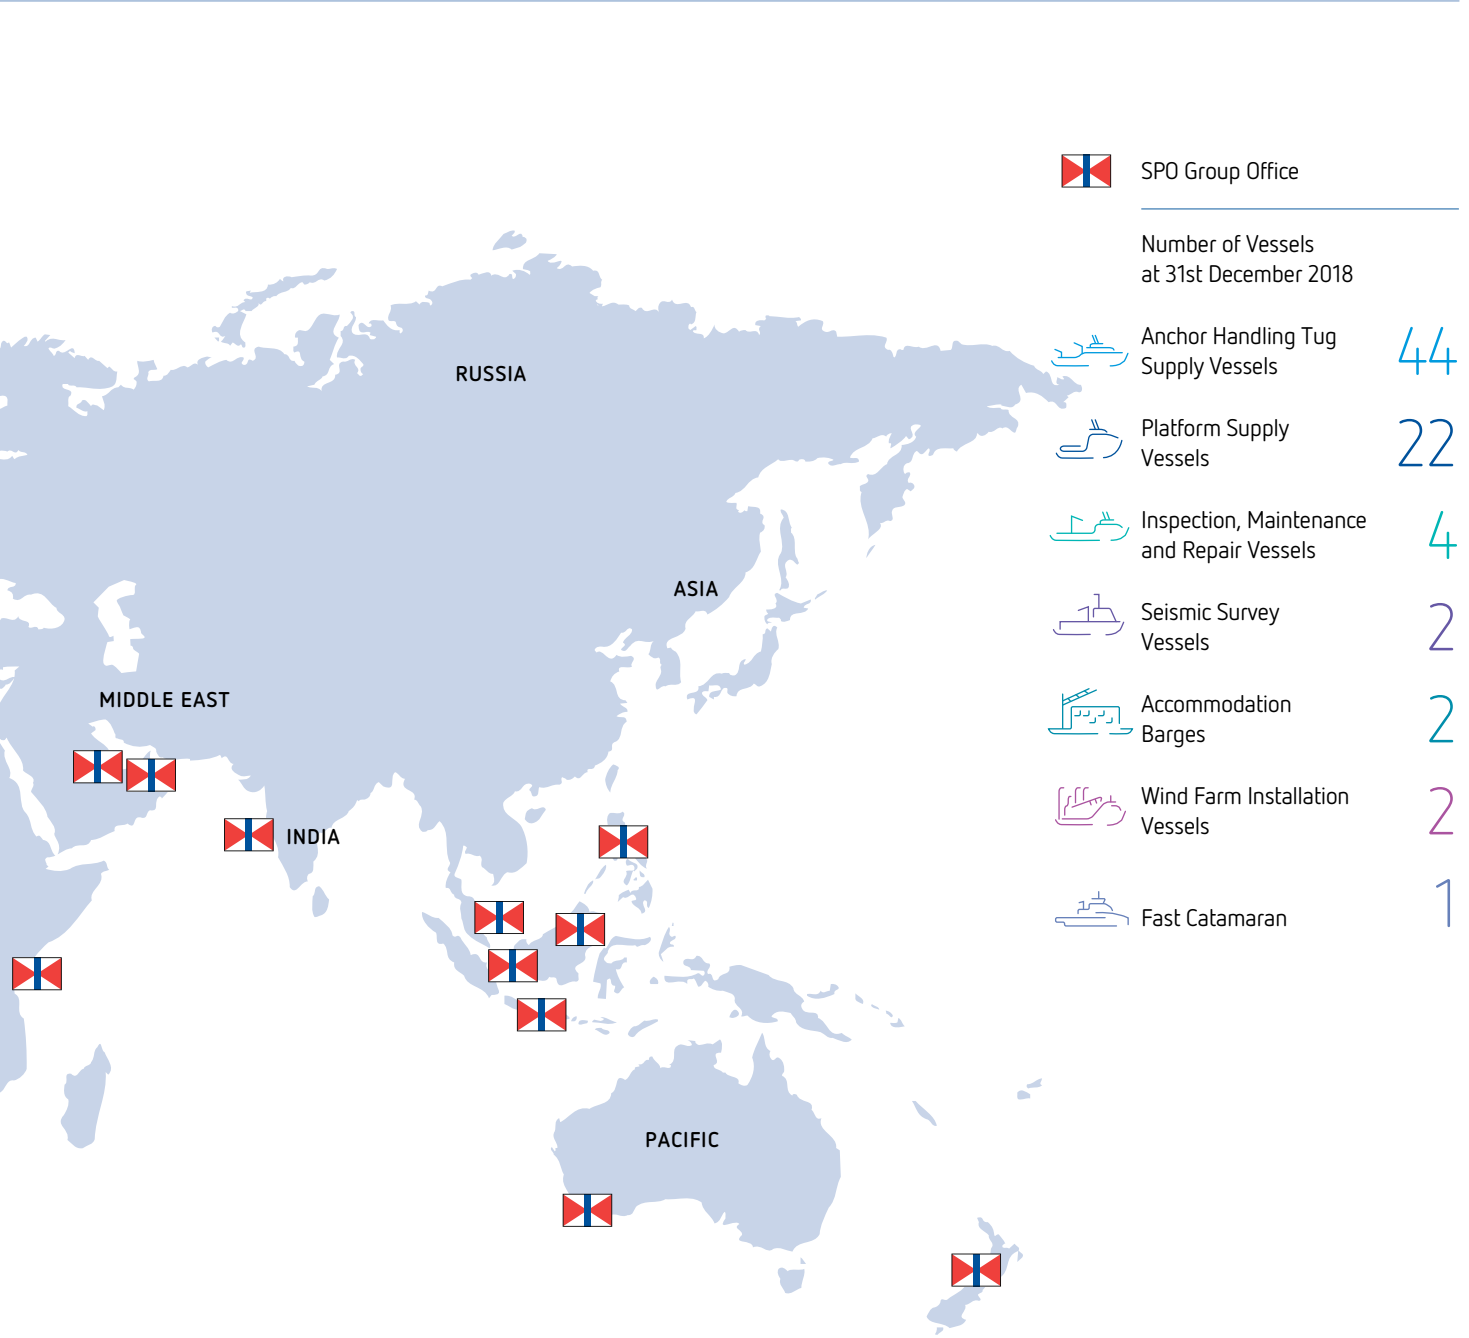 SPO Group Office
Number of Vessels
at 31st December 2018
Anchor Handling Tug
Supply Vessels
44
Platform Supply
Vessels
22
Inspection, Maintenance
and Repair Vessels
4
Seismic Survey
Vessels
2
Accommodation
Barges
2
Wind Farm Installation
Vessels
2
Fast Catamaran
1
RUSSIA
ASIA
MIDDLE EAST
INDIA
PACIFIC